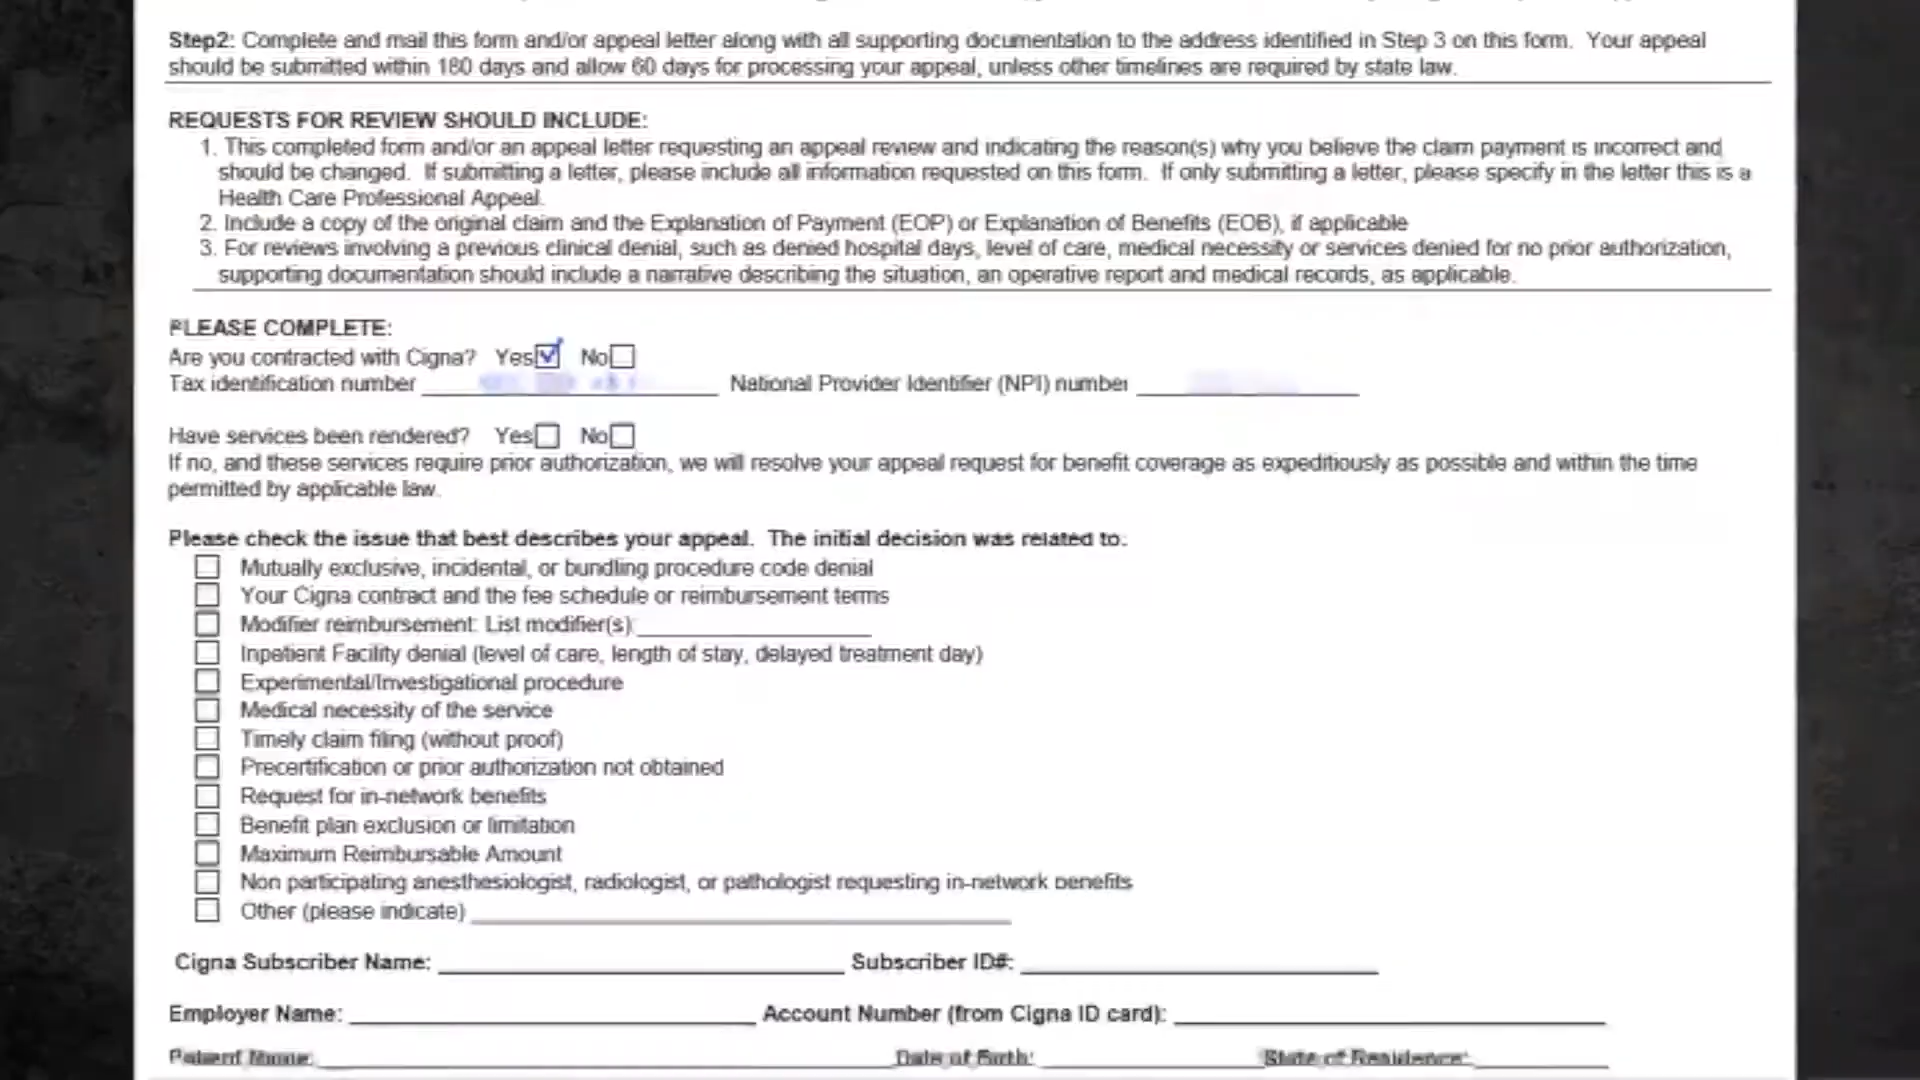 Step2: Complete and mail this form and/or appeal letter along with all supporting documentation to the address identified in Step 3 on this form. Your appeal
should be submitted within 180 days and allow 60 days for processing your appeal, unless other timelines are required by state law.
REQUESTS FOR REVIEW SHOULD INCLUDE:
1. This completed form and/or an appeal letter requesting an appeal review and indicating the reason(s) why you believe the claim payment is incorrect and
should be changed. If submitting a letter, please include all information requested on this form. If only submitting a letter, please specify in the letter this is a
Health Care Professional Appeal.
2. Include a copy of the original claim and the Explanation of Payment (EOP) or Explanation of Benefits (EOB), if applicable
3. For reviews involving a previous clinical denial, such as denied hospital days, level of care, medical necessity or services denied for no prior authorization,
supporting documentation should include a narrative describing the situation, an operative report and medical records, as applicable.
PLEASE COMPLETE:
Are you contracted with Cigna? Yes No
Tax identification number National Provider Identifier (NPI) number
Have services been rendered? Yes No
If no, and these services require prior authorization, we will resolve your appeal request for benefit coverage as expeditiously as possible and within the time
permitted by applicable law.
Please check the issue that best describes your appeal. The initial decision was related to:
Mutually exclusive, incidental, or bundling procedure code denial
Your Cigna contract and the fee schedule or reimbursement terms
Modifier reimbursement: List modifier(s):
Inpatient Facility denial (level of care, length of stay, delayed treatment day)
Experimental/Investigational procedure
Medical necessity of the service
Timely claim filing (without proof)
Precertification or prior authorization not obtained
Request for in-network benefits
Benefit plan exclusion or limitation
Maximum Reimbursable Amount
Non participating anesthesiologist, radiologist, or pathologist requesting in-network benefits
Other (please indicate)
Cigna Subscriber Name: Subscriber ID#:
Employer Name: Account Number (from Cigna ID card):
Patient Name: Date of Birth: State of Residence: